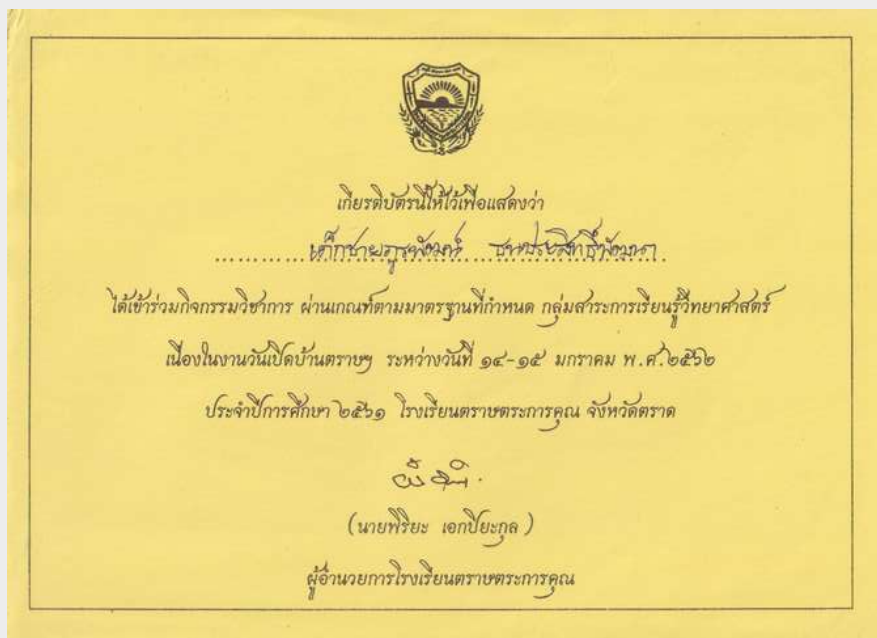 เกียรติบัตรนี้ให้ไว้เพื่อแสดงว่า
เด็กชาย
ได้เข้าร่วมกิจกรรมวิชาการ ผ่านเกณฑ์ตามมาตรฐานที่กำหนด กลุ่มสาระการเรียนรู้วิทยาศาสตร์
เนื่องในงานวันเปิดบ้านตราษฯ ระหว่างวันที่ ๑๔-๑๕ มกราคม พ.ศ.๒๕๖๒
ประจำปีการศึกษา ๒๕๖๑ โรงเรียนตราษตระการคุณ จังหวัดตราด
(นายพิริยะ เอกปิยะกุล)
ผู้อำนวยการโรงเรียนตราษตระการคุณ